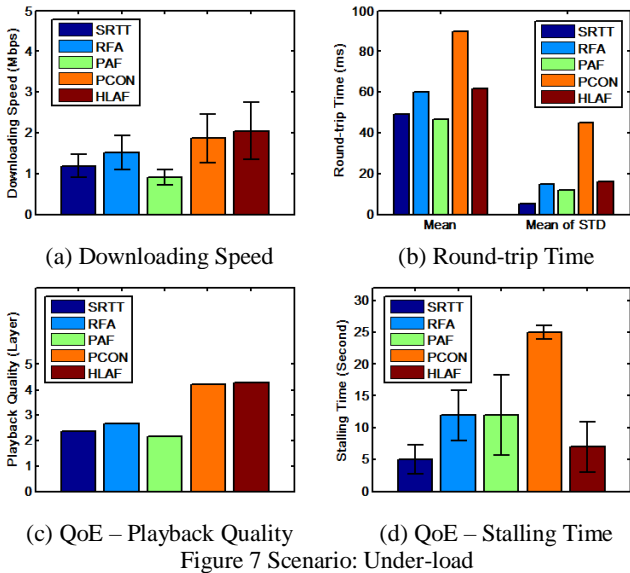 5
4
3
2
1
0
Downloading Speed (Mbps)
SRTT
RFA
PAF
PCON
HLAF
(a) Downloading Speed
100
80
60
40
20
0
Round-trip Time (ms)
SRTT
RFA
PAF
PCON
HLAF
Mean
Mean of STD
(b) Round-trip Time
5
4
3
2
1
0
Playback Quality (Layer)
SRTT
RFA
PAF
PCON
HLAF
(c) QoE – Playback Quality
30
25
20
15
10
5
0
Stalling Time (Second)
SRTT
RFA
PAF
PCON
HLAF
(d) QoE – Stalling Time
Figure 7 Scenario: Under-load